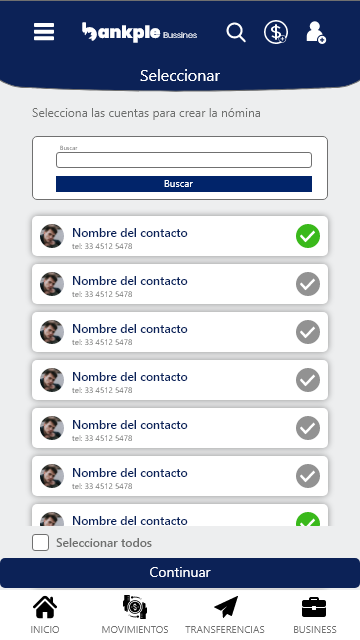 Bankple Bussines
Seleccionar
Selecciona las cuentas para crear la nómina
Buscar
Buscar
Nombre del contacto
tel: 33 4512 5478
Nombre del contacto
tel: 33 4512 5478
Nombre del contacto
tel: 33 4512 5478
Nombre del contacto
tel: 33 4512 5478
Nombre del contacto
tel: 33 4512 5478
Nombre del contacto
tel: 33 4512 5478
Nombre del contacto
Seleccionar todos
Continuar
INICIO MOVIMIENTOS TRANSFERENCIAS BUSINESS